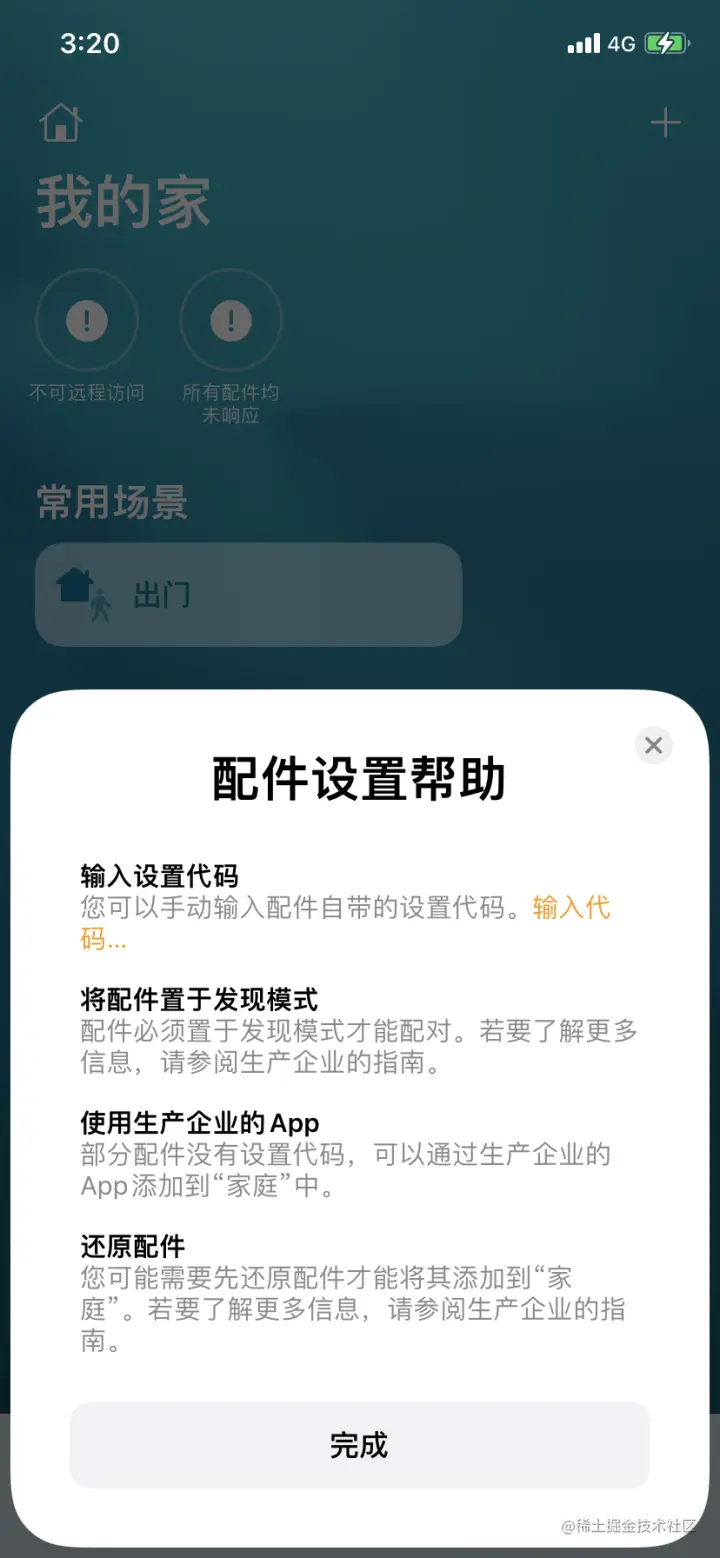 3:20
4G
我的家
不可远程访问
所有配件均
未响应
常用场景
出门
配件设置帮助
输入设置代码
您可以手动输入配件自带的设置代码。输入代
码...
将配件置于发现模式
配件必须置于发现模式才能配对。若要了解更多
信息，请参阅生产企业的指南。
使用生产企业的App
部分配件没有设置代码，可以通过生产企业的
App添加到“家庭”中。
还原配件
您可能需要先还原配件才能将其添加到“家
庭”。若要了解更多信息，请参阅生产企业的指
南。
完成
@稀土掘金技术社区